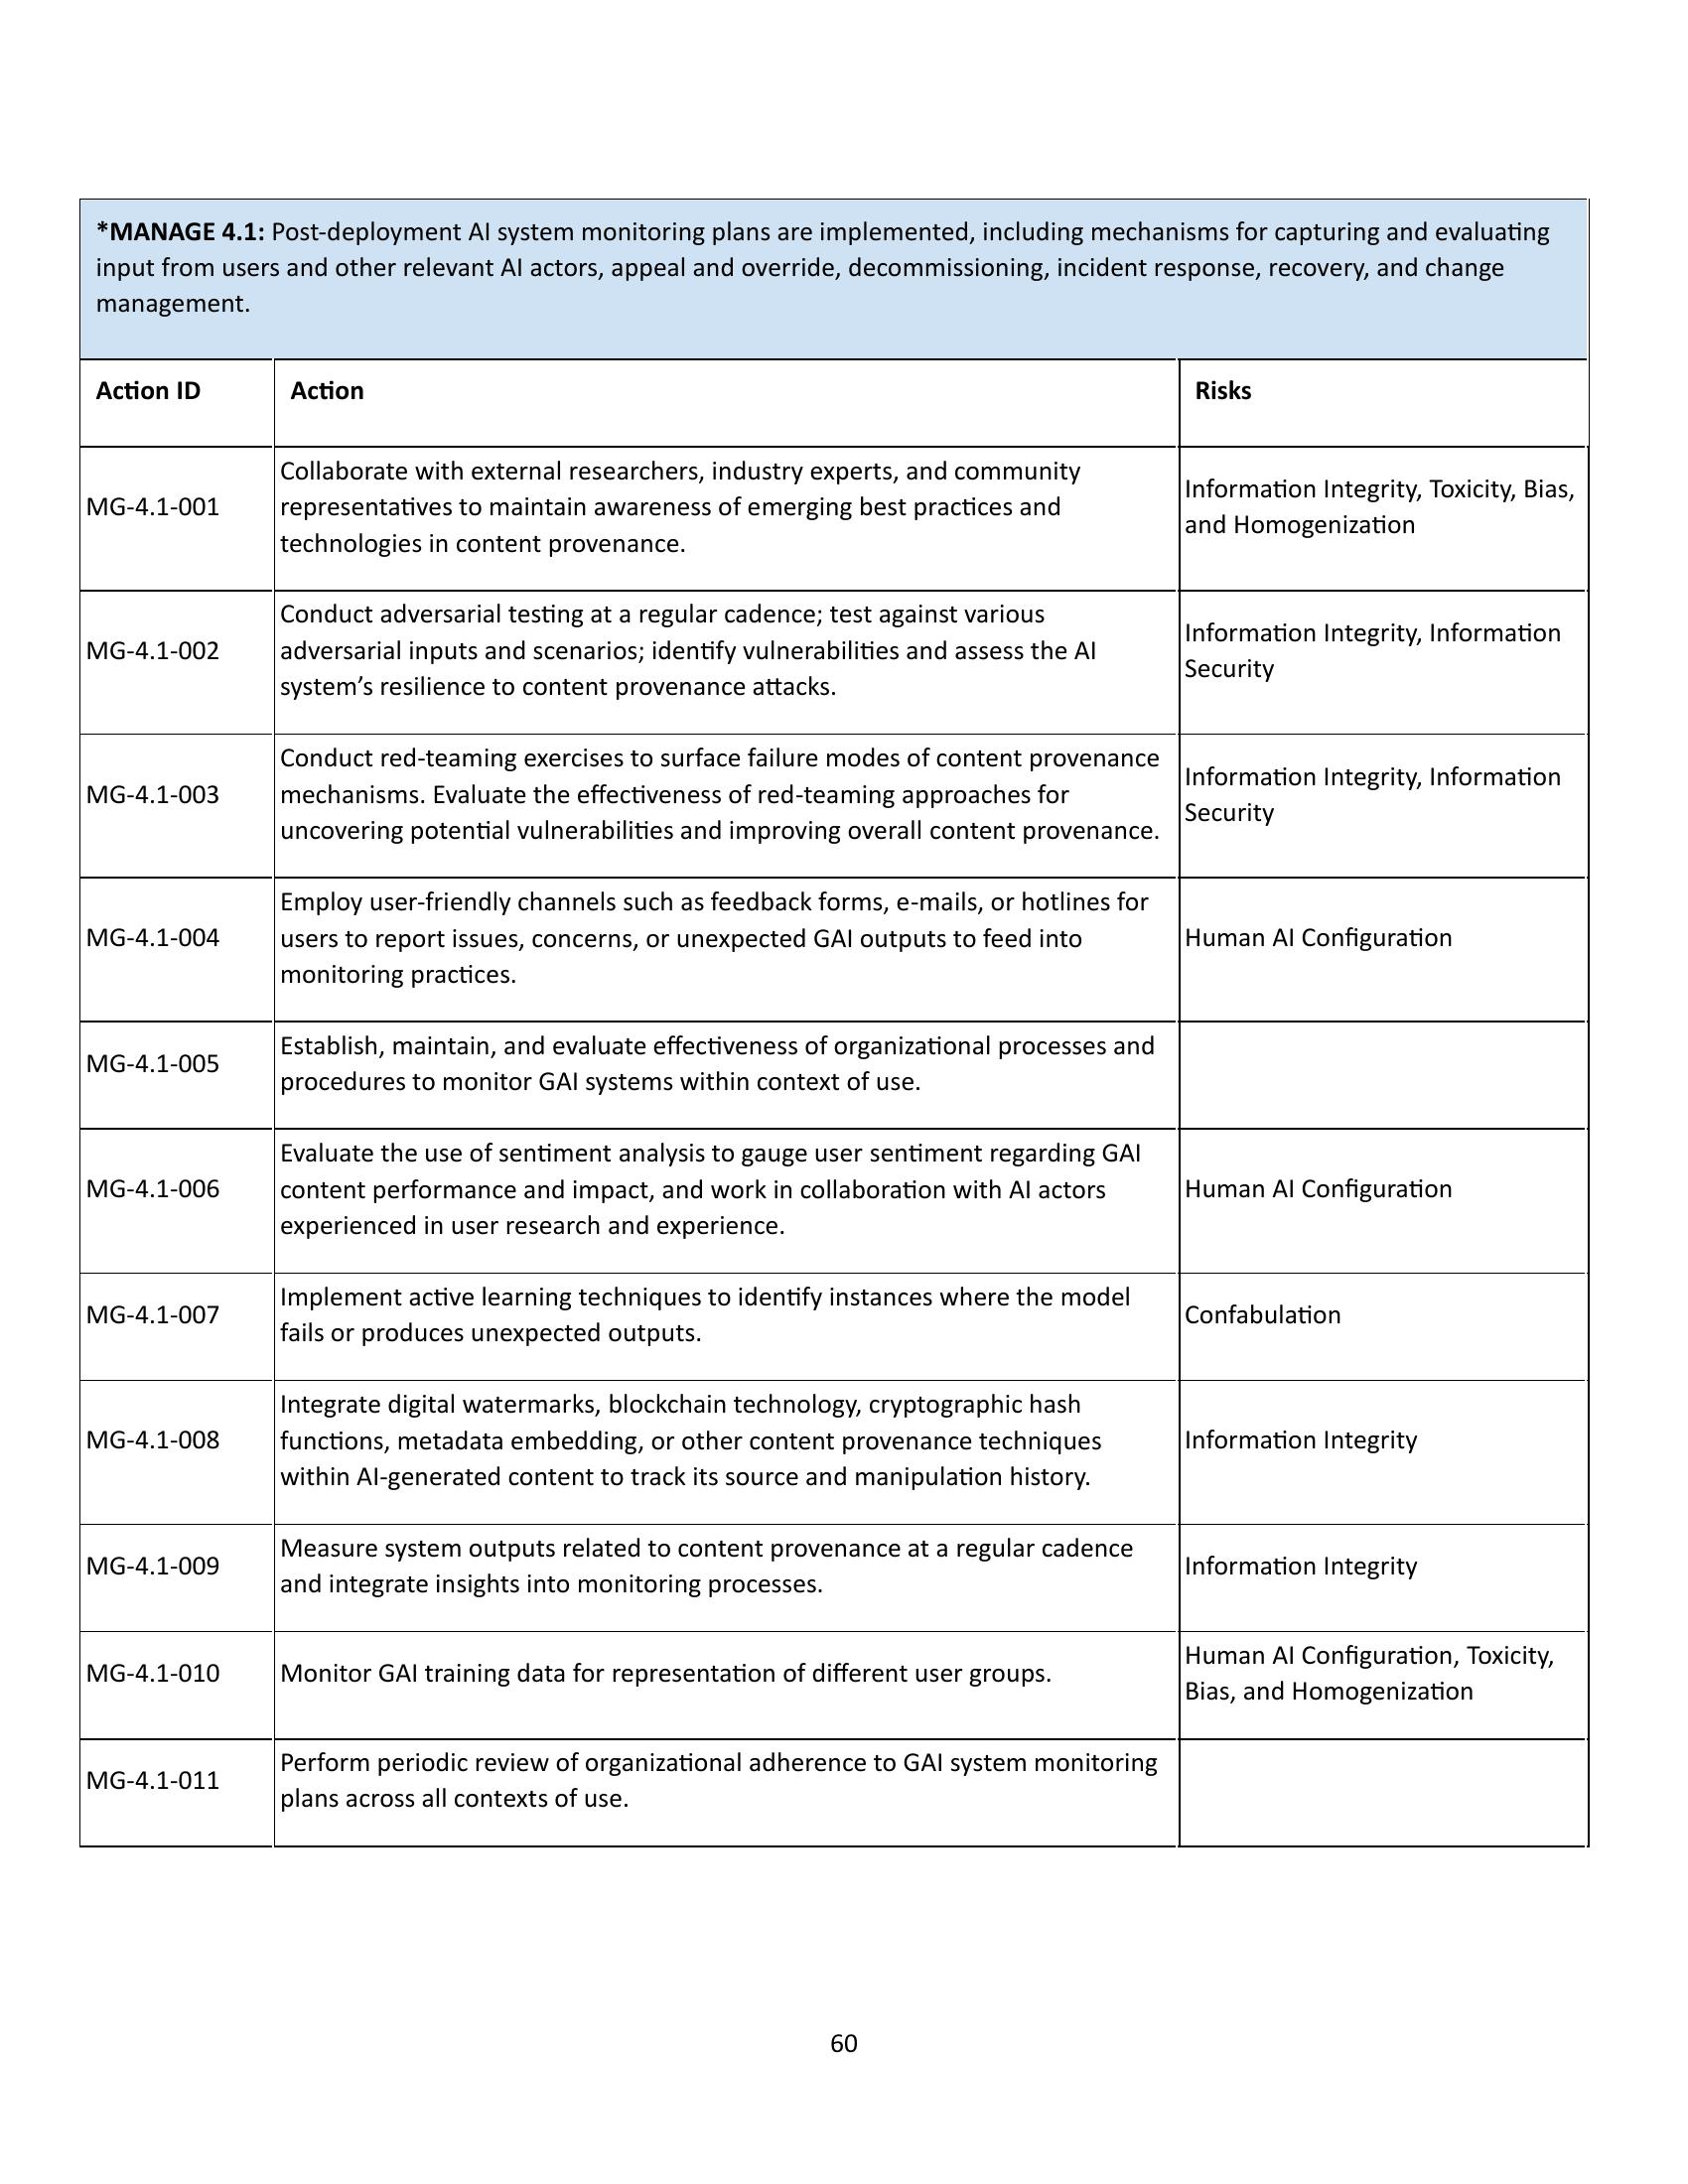 *MANAGE 4.1: Post-deployment AI system monitoring plans are implemented, including mechanisms for capturing and evaluating
input from users and other relevant AI actors, appeal and override, decommissioning, incident response, recovery, and change
management.
Action ID
Action
Risks
MG-4.1-001
Collaborate with external researchers, industry experts, and community
representatives to maintain awareness of emerging best practices and
technologies in content provenance.
Information Integrity, Toxicity, Bias,
and Homogenization
MG-4.1-002
Conduct adversarial testing at a regular cadence; test against various
adversarial inputs and scenarios; identify vulnerabilities and assess the AI
system’s resilience to content provenance attacks.
Information Integrity, Information
Security
MG-4.1-003
Conduct red-teaming exercises to surface failure modes of content provenance
mechanisms. Evaluate the effectiveness of red-teaming approaches for
uncovering potential vulnerabilities and improving overall content provenance.
Information Integrity, Information
Security
MG-4.1-004
Employ user-friendly channels such as feedback forms, e-mails, or hotlines for
users to report issues, concerns, or unexpected GAI outputs to feed into
monitoring practices.
Human AI Configuration
MG-4.1-005
Establish, maintain, and evaluate effectiveness of organizational processes and
procedures to monitor GAI systems within context of use.
MG-4.1-006
Evaluate the use of sentiment analysis to gauge user sentiment regarding GAI
content performance and impact, and work in collaboration with AI actors
experienced in user research and experience.
Human AI Configuration
MG-4.1-007
Implement active learning techniques to identify instances where the model
fails or produces unexpected outputs.
Confabulation
MG-4.1-008
Integrate digital watermarks, blockchain technology, cryptographic hash
functions, metadata embedding, or other content provenance techniques
within AI-generated content to track its source and manipulation history.
Information Integrity
MG-4.1-009
Measure system outputs related to content provenance at a regular cadence
and integrate insights into monitoring processes.
Information Integrity
MG-4.1-010
Monitor GAI training data for representation of different user groups.
Human AI Configuration, Toxicity,
Bias, and Homogenization
MG-4.1-011
Perform periodic review of organizational adherence to GAI system monitoring
plans across all contexts of use.
60